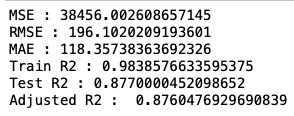 MSE : 38456.002608657145
RMSE : 196.1020209193601
MAE : 118.35738363692326
Train R2 : 0.9838576633595375
Test R2 : 0.8770000452098652
Adjusted R2 :  0.8760476929690839